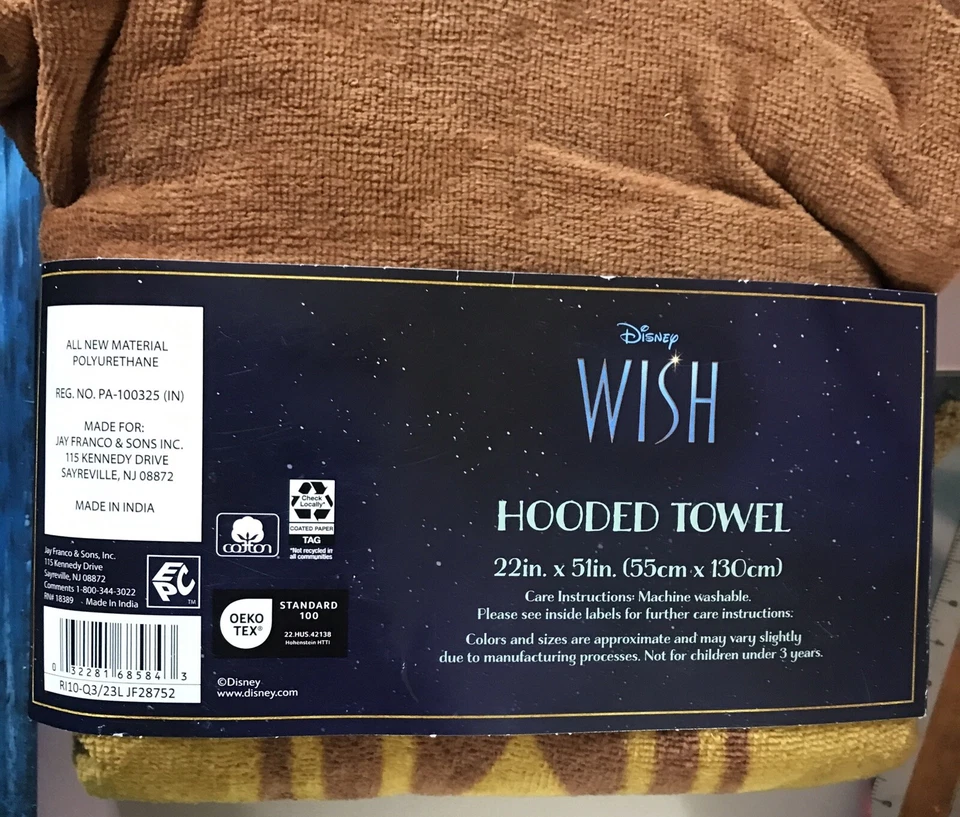 ALL NEW MATERIAL
POLYURETHANE
REG. NO. PA-100325 (IN)
MADE FOR:
JAY FRANCO & SONS INC.
115 KENNEDY DRIVE
SAYREVILLE, NJ 08872
MADE IN INDIA
Jay Franco & Sons, Inc.
115 Kennedy Drive
Sayreville, NJ 08872
Comments 1-800-344-3022
RN# 18389 . Made In India
EPC
TM
0 32281 68584 3
RI10-Q3/23L JF28752
cotton
Check
Locally*
COATED PAPER
TAG
*Not recycled in
all communities
OEKO
TEX®
STANDARD
100
22.HUS.42138
Hohenstein HTTI
©Disney
www.disney.com
Disney
WISH
HOODED TOWEL
22in. x 51in. (55cm x 130cm)
Care Instructions: Machine washable.
Please see inside labels for further care instructions.
Colors and sizes are approximate and may vary slightly
due to manufacturing processes. Not for children under 3 years.